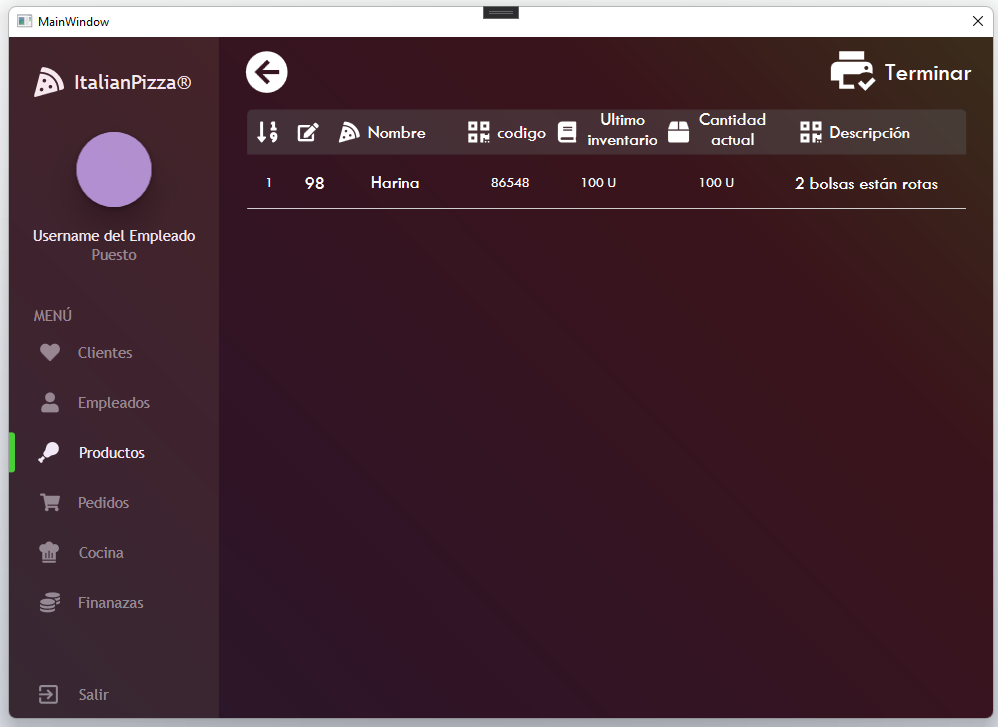 MainWindow
ItalianPizza®
Terminar
Nombre
codigo
Ultimo
inventario
Cantidad
actual
Descripción
1 98 Harina 86548 100 U 100 U 2 bolsas están rotas
Username del Empleado
Puesto
MENÚ
Clientes
Empleados
Productos
Pedidos
Cocina
Finanazas
Salir